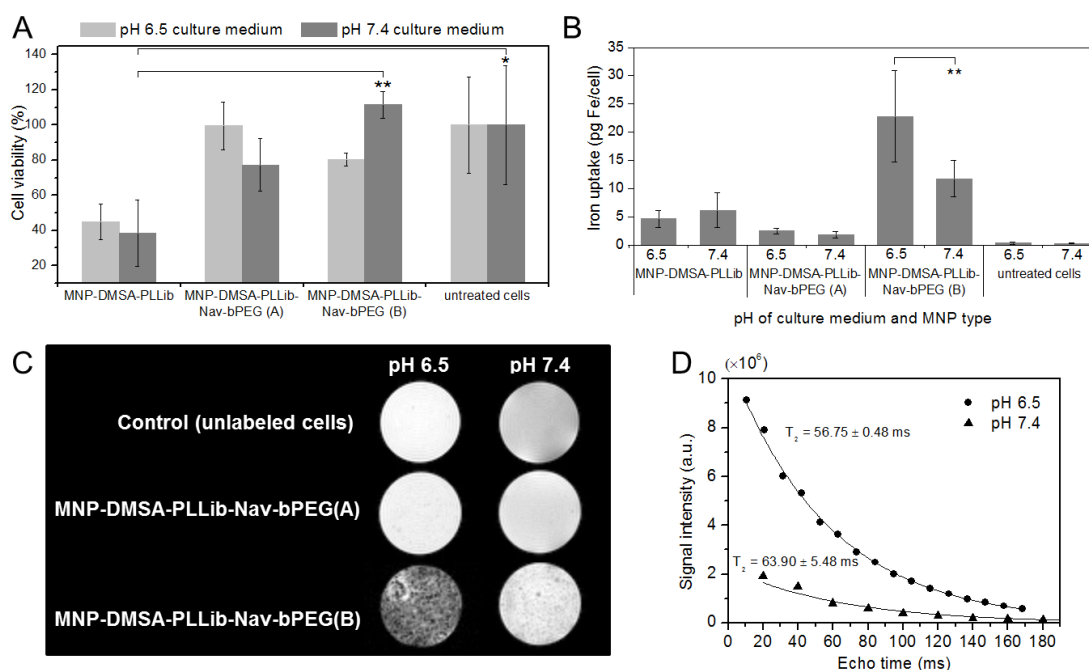 A
pH 6.5 culture medium
pH 7.4 culture medium
Cell viability (%)
140
120
100
80
60
40
20
**
*
MNP-DMSA-PLLib
MNP-DMSA-PLLib-
Nav-bPEG (A)
MNP-DMSA-PLLib-
Nav-bPEG (B)
untreated cells
B
Iron uptake (pg Fe/cell)
35
30
25
20
15
10
5
0
**
6.5 7.4 6.5 7.4 6.5 7.4 6.5 7.4
MNP-DMSA-PLLib
MNP-DMSA-PLLib-
Nav-bPEG (A)
MNP-DMSA-PLLib-
Nav-bPEG (B)
untreated cells
pH of culture medium and MNP type
C
pH 6.5 pH 7.4
Control (unlabeled cells)
MNP-DMSA-PLLib-Nav-bPEG(A)
MNP-DMSA-PLLib-Nav-bPEG(B)
D
(×10⁶)
Signal intensity (a.u.)
10
8
6
4
2
0
pH 6.5
pH 7.4
T₂ = 56.75 ± 0.48 ms
T₂ = 63.90 ± 5.48 ms
0 20 40 60 80 100 120 140 160 180
Echo time (ms)